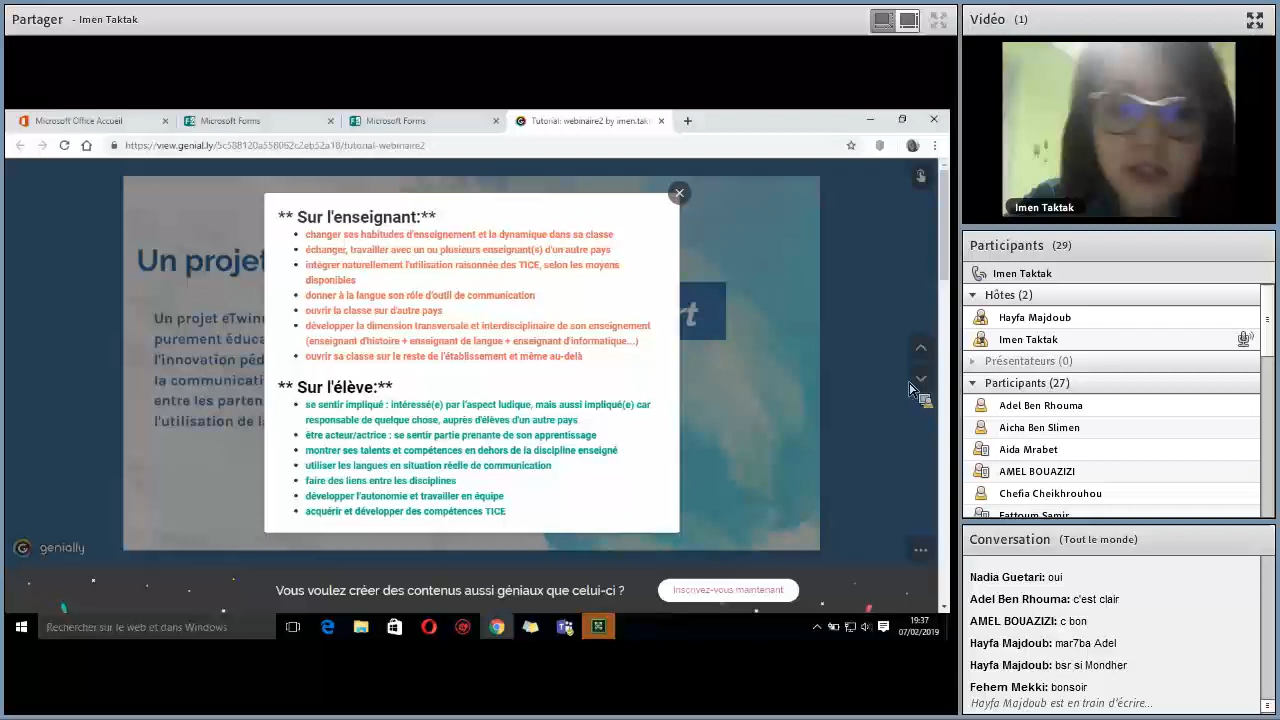 Partager - Imen Taktak
Microsoft Office Accueil
Microsoft Forms
Microsoft Forms
Tutorial: webinaire2 by imen.takt
https://view.genial.ly/5c588120a558062c2eb52a18/tutorial-webinaire2
Un projet
Un projet eTwinn
purement éduca
l'innovation péd
la communicati
entre les parten
l'utilisation de la
rt
** Sur l'enseignant:**
changer ses habitudes d'enseignement et la dynamique dans sa classe
échanger, travailler avec un ou plusieurs enseignant(s) d'un autre pays
intégrer naturellement l'utilisation raisonnée des TICE, selon les moyens
disponibles
donner à la langue son rôle d'outil de communication
ouvrir la classe sur d'autre pays
développer la dimension transversale et interdisciplinaire de son enseignement
(enseignant d'histoire + enseignant de langue + enseignant d'informatique...)
ouvrir sa classe sur le reste de l'établissement et même au-delà
** Sur l'élève:**
se sentir impliqué : intéressé(e) par l'aspect ludique, mais aussi impliqué(e) car
responsable de quelque chose, auprès d'élèves d'un autre pays
être acteur/actrice : se sentir partie prenante de son apprentissage
montrer ses talents et compétences en dehors de la discipline enseigné
utiliser les langues en situation réelle de communication
faire des liens entre les disciplines
développer l'autonomie et travailler en équipe
acquérir et développer des compétences TICE
genially
Vous voulez créer des contenus aussi géniaux que celui-ci ?
Inscrivez-vous maintenant
Rechercher sur le web et dans Windows
19:37
07/02/2019
Vidéo (1)
Imen Taktak
Participants (29)
Imen Taktak
Hôtes (2)
Hayfa Majdoub
Imen Taktak
Présentateurs (0)
Participants (27)
Adel Ben Rhouma
Aicha Ben Slimen
Aida Mrabet
AMEL BOUAZIZI
Chefia Cheikhrouhou
Fattoum Samir
Conversation (Tout le monde)
Nadia Guetari: oui
Adel Ben Rhouma: c'est clair
AMEL BOUAZIZI: c bon
Hayfa Majdoub: mar7ba Adel
Hayfa Majdoub: bsr si Mondher
Fehem Mekki: bonsoir
Hayfa Majdoub est en train d'écrire...